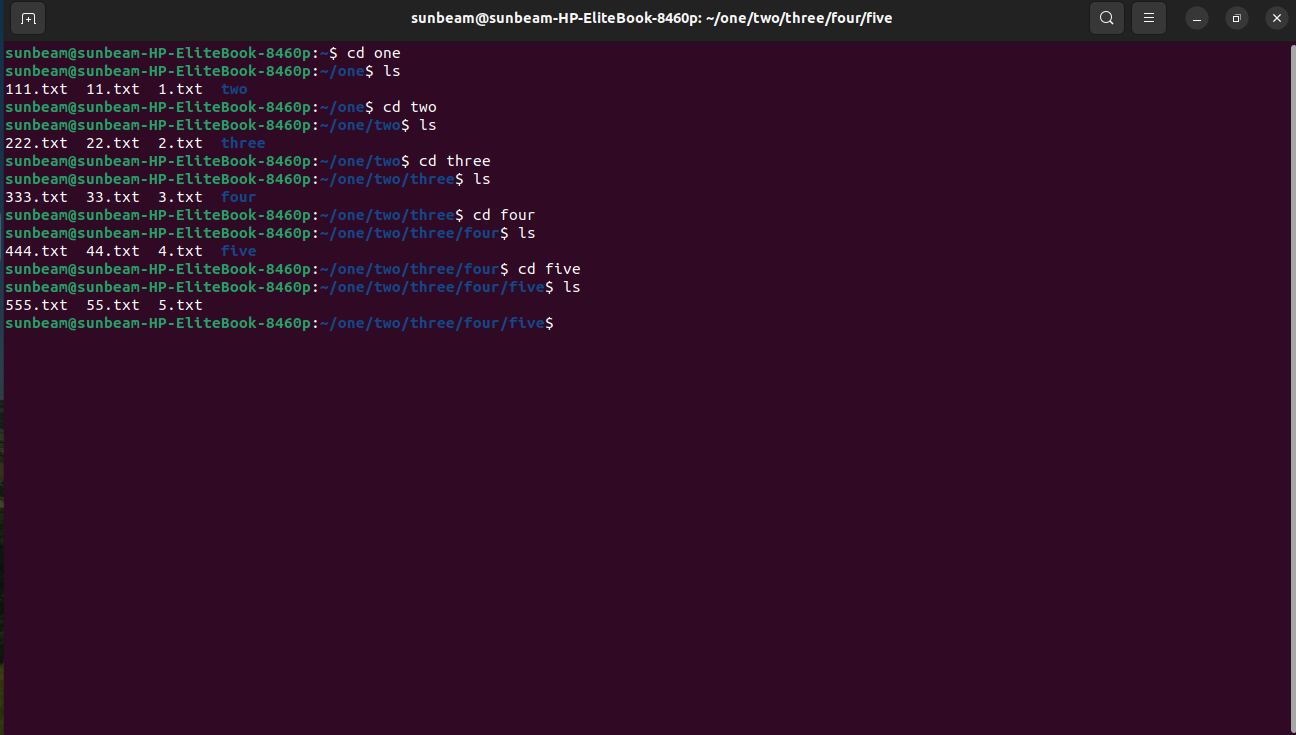 sunbeam@sunbeam-HP-EliteBook-8460p: ~/one/two/three/four/five
sunbeam@sunbeam-HP-EliteBook-8460p:~$ cd one
sunbeam@sunbeam-HP-EliteBook-8460p:~/one$ ls
111.txt  11.txt  1.txt  two
sunbeam@sunbeam-HP-EliteBook-8460p:~/one$ cd two
sunbeam@sunbeam-HP-EliteBook-8460p:~/one/two$ ls
222.txt  22.txt  2.txt  three
sunbeam@sunbeam-HP-EliteBook-8460p:~/one/two$ cd three
sunbeam@sunbeam-HP-EliteBook-8460p:~/one/two/three$ ls
333.txt  33.txt  3.txt  four
sunbeam@sunbeam-HP-EliteBook-8460p:~/one/two/three$ cd four
sunbeam@sunbeam-HP-EliteBook-8460p:~/one/two/three/four$ ls
444.txt  44.txt  4.txt  five
sunbeam@sunbeam-HP-EliteBook-8460p:~/one/two/three/four$ cd five
sunbeam@sunbeam-HP-EliteBook-8460p:~/one/two/three/four/five$ ls
555.txt  55.txt  5.txt
sunbeam@sunbeam-HP-EliteBook-8460p:~/one/two/three/four/five$